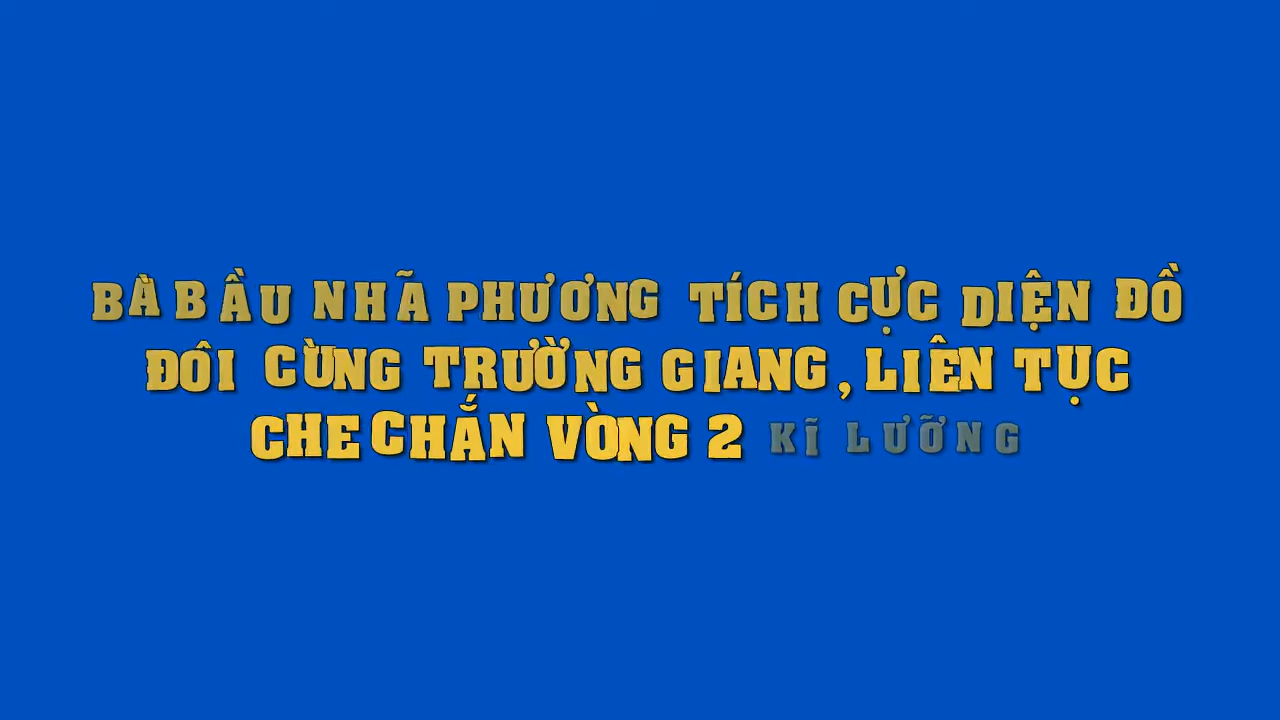 BÀ BẦU NHÃ PHƯƠNG TÍCH CỰC DIỆN ĐỒ
ĐÔI CÙNG TRƯỜNG GIANG, LIÊN TỤC
CHE CHẮN VÒNG 2 KĨ LƯỠNG